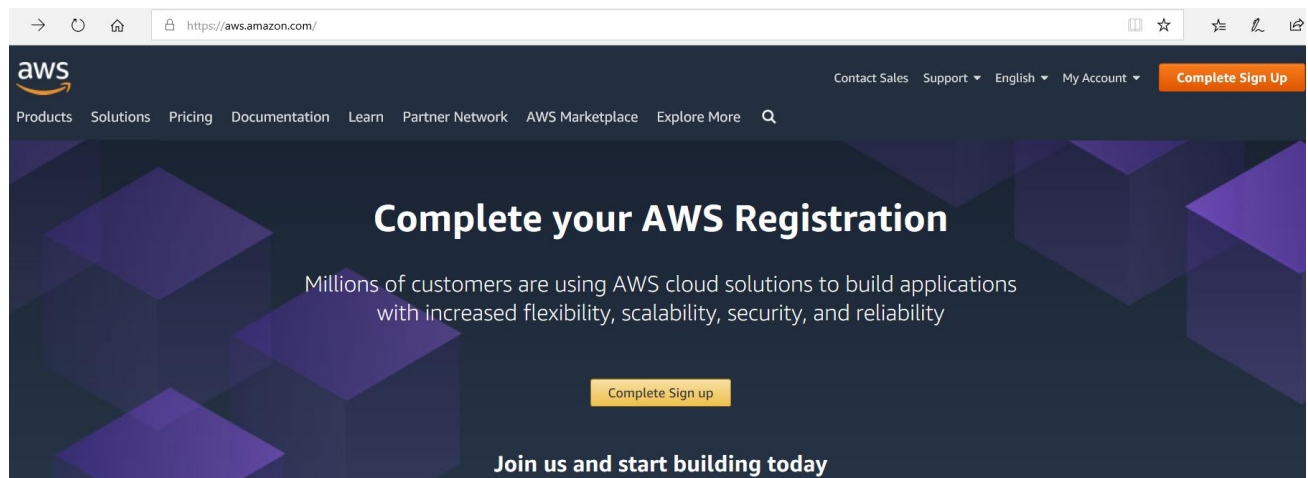 https://aws.amazon.com/
aws
Contact Sales Support English My Account Complete Sign Up
Products Solutions Pricing Documentation Learn Partner Network AWS Marketplace Explore More
Complete your AWS Registration
Millions of customers are using AWS cloud solutions to build applications
with increased flexibility, scalability, security, and reliability
Complete Sign up
Join us and start building today